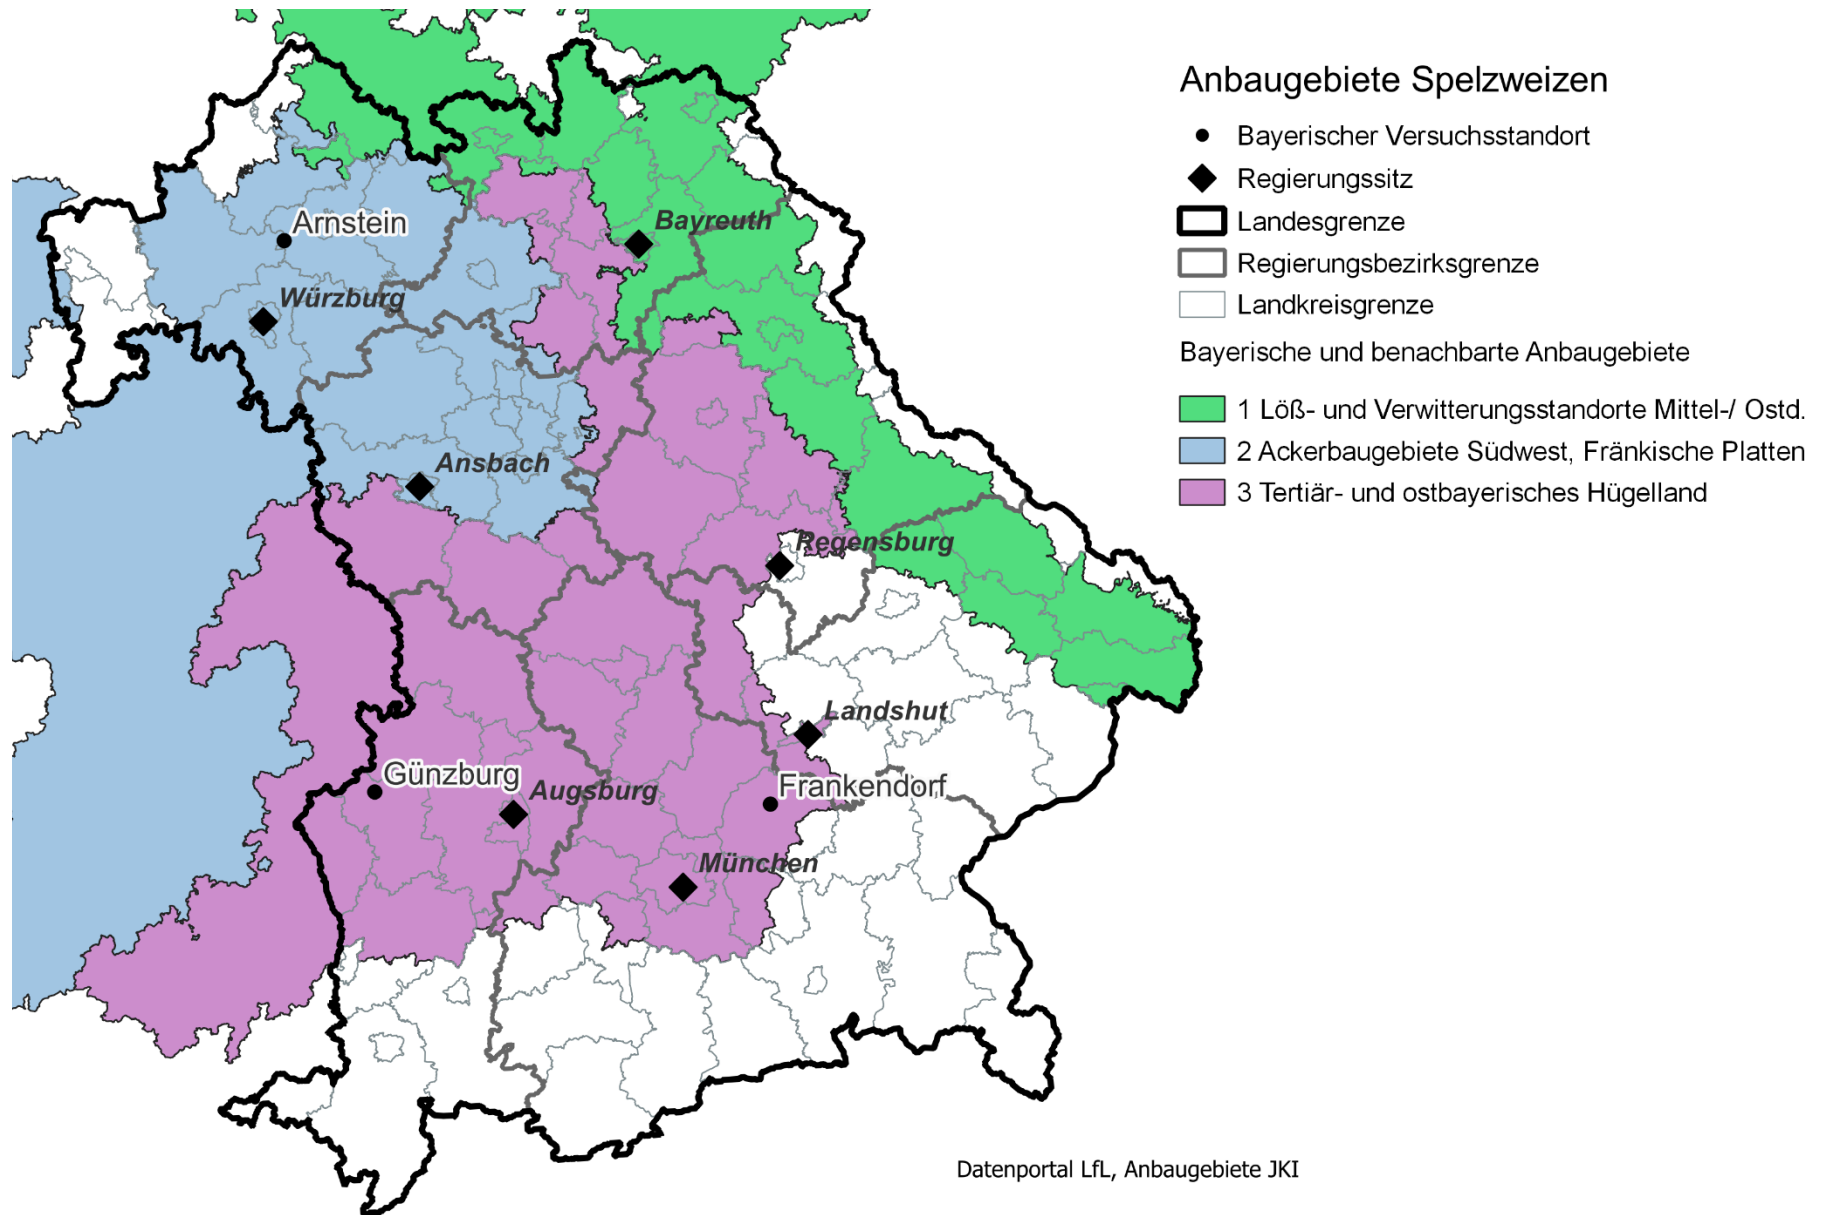 Anbaugebiete Spelzweizen
Bayerischer Versuchsstandort
Regierungssitz
Landesgrenze
Regierungsbezirksgrenze
Landkreisgrenze
Bayerische und benachbarte Anbaugebiete
1 Löß- und Verwitterungsstandorte Mittel-/ Ostd.
2 Ackerbaugebiete Südwest, Fränkische Platten
3 Tertiär- und ostbayerisches Hügelland
Arnstein
Bayreuth
Würzburg
Ansbach
Regensburg
Landshut
Günzburg
Augsburg
Frankendorf
München
Datenportal LfL, Anbaugebiete JKI